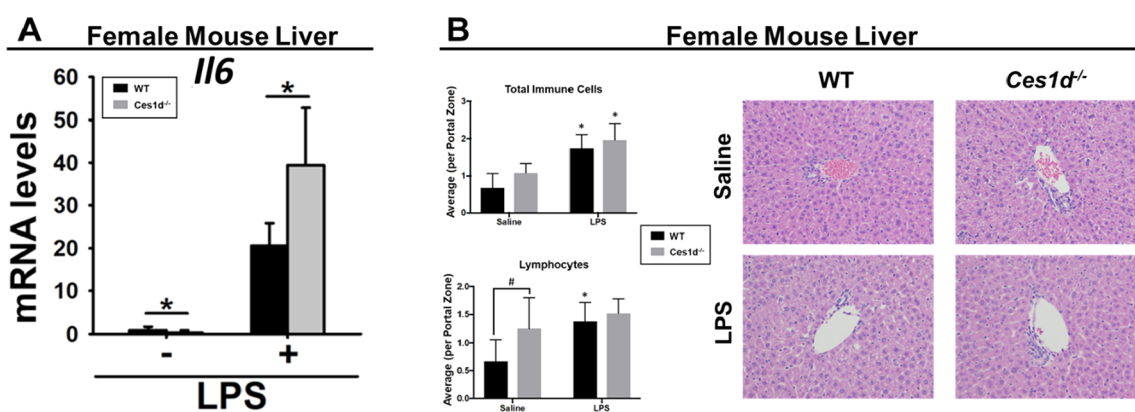 A
Female Mouse Liver
Il6
WT
Ces1d-/-
mRNA levels
60
50
40
30
20
10
0
*
*
-
+
LPS
B
Female Mouse Liver
Total Immune Cells
Average (per Portal Zone)
3
2
1
0
*
*
Saline
LPS
WT
Ces1d-/-
Lymphocytes
Average (per Portal Zone)
2.0
1.5
1.0
0.5
0.0
#
*
Saline
LPS
WT
Ces1d-/-
Saline
LPS